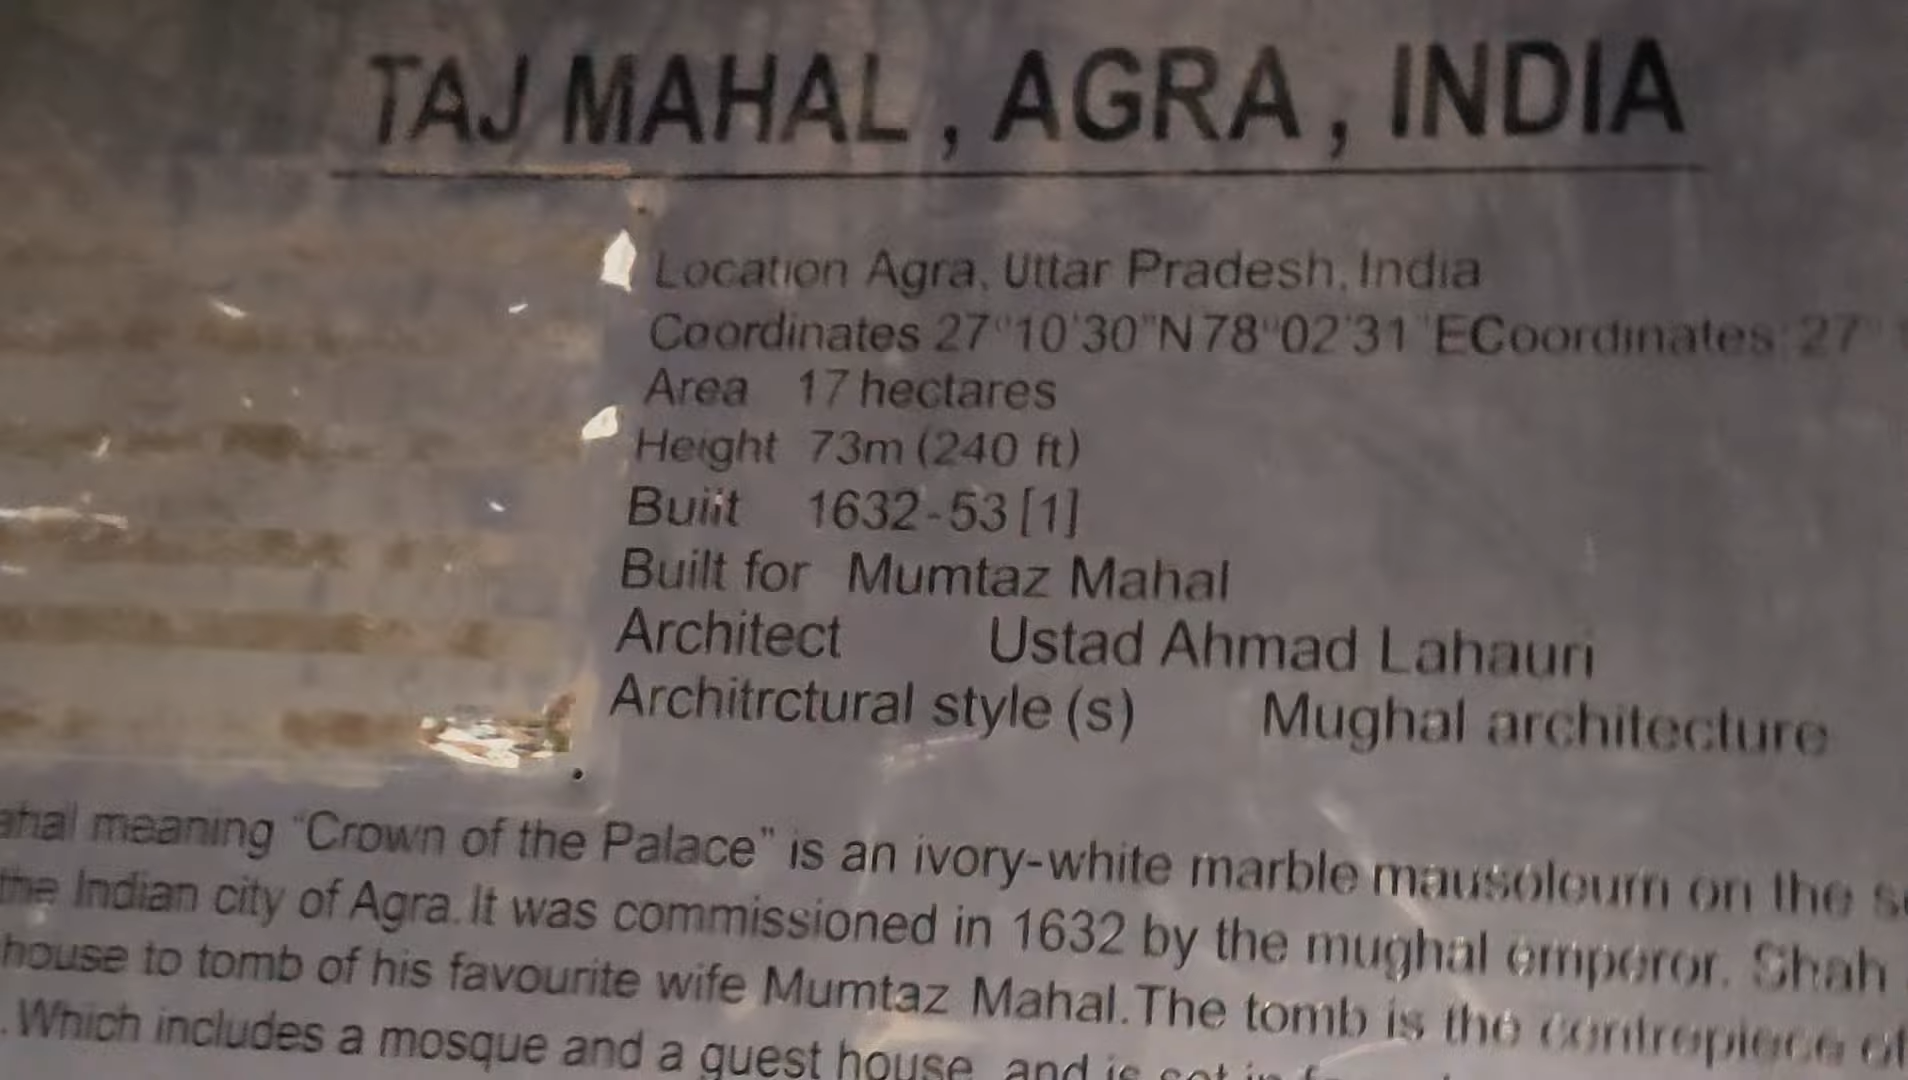 TAJ MAHAL , AGRA , INDIA
Location Agra, Uttar Pradesh, India
Coordinates 27°10'30"N 78°02'31"ECoordinates: 27°
Area 17 hectares
Height 73m (240 ft)
Buiit 1632-53 [1]
Built for Mumtaz Mahal
Architect Ustad Ahmad Lahauri
Architrctural style (s) Mughal architecture
meaning "Crown of the Palace" is an ivory-white marble mausoleum on the
the Indian city of Agra. It was commissioned in 1632 by the mughal emperor. Shah
house to tomb of his favourite wife Mumtaz Mahal. The tomb is the centrepiece of
. Which includes a mosque and a guest house, and is set in